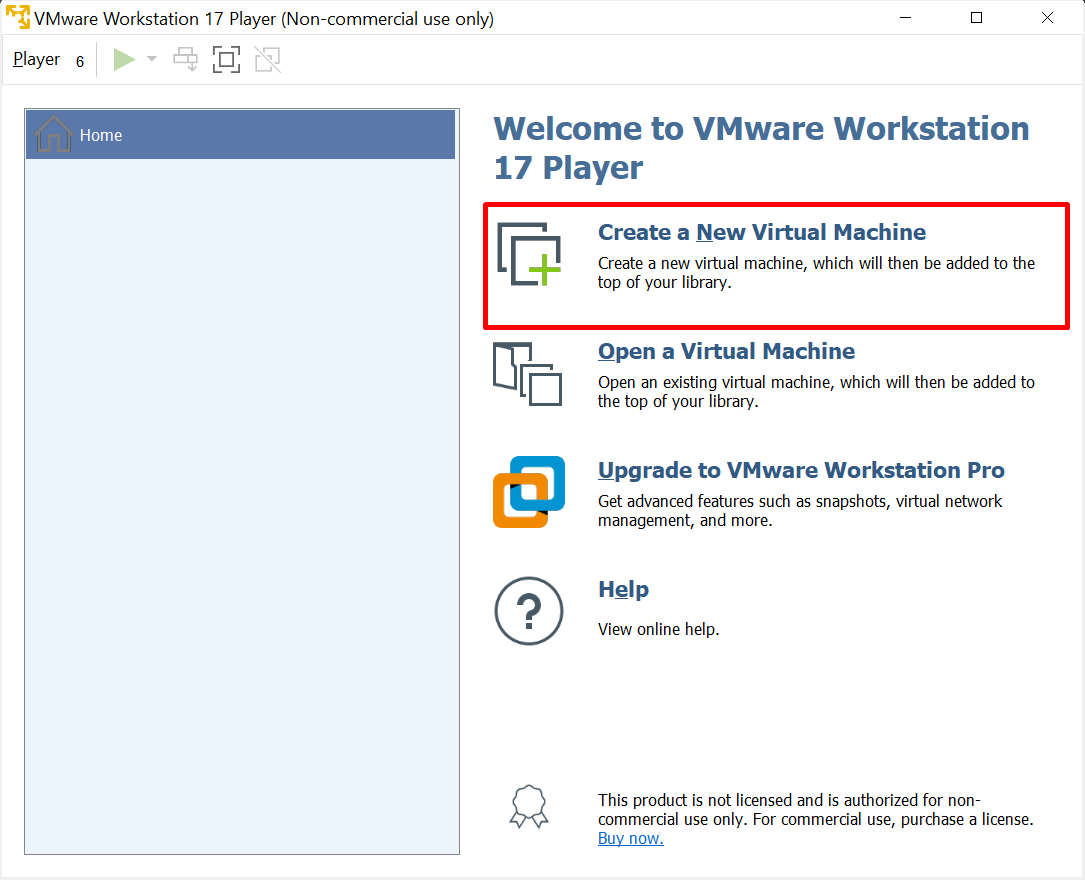 VMware Workstation 17 Player (Non-commercial use only)
Player 6
Home
Welcome to VMware Workstation
17 Player
Create a New Virtual Machine
Create a new virtual machine, which will then be added to the
top of your library.
Open a Virtual Machine
Open an existing virtual machine, which will then be added to
the top of your library.
Upgrade to VMware Workstation Pro
Get advanced features such as snapshots, virtual network
management, and more.
?
Help
View online help.
This product is not licensed and is authorized for non-
commercial use only. For commercial use, purchase a license.
Buy now.